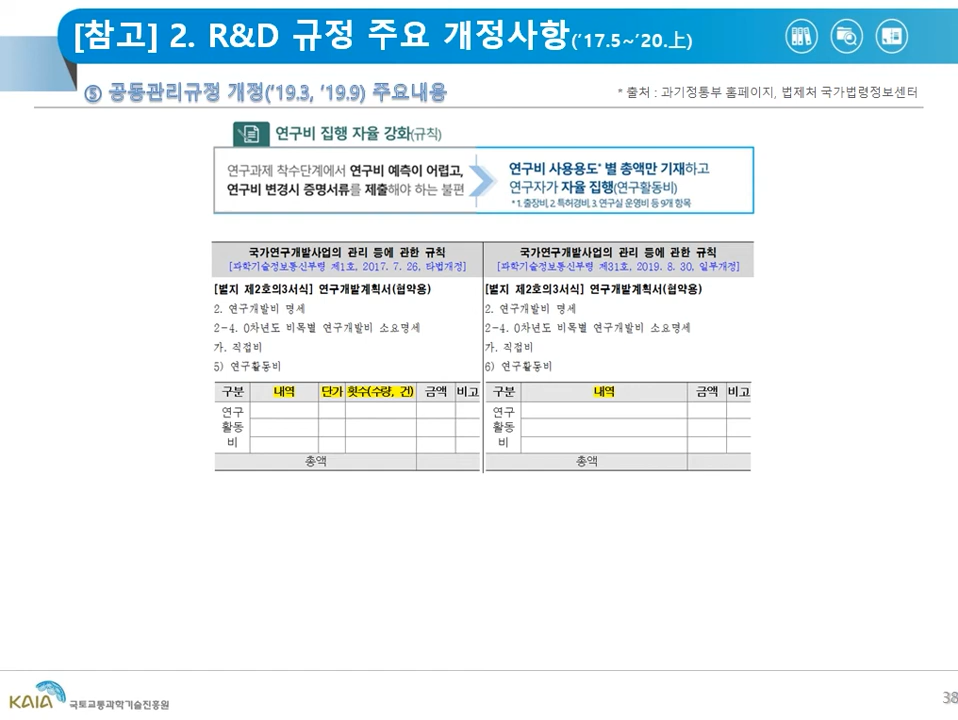 [참고] 2. R&D 규정 주요 개정사항('17.5~'20.上)
⑤ 공동관리규정 개정('19.3, '19.9) 주요내용
* 출처 : 과기정통부 홈페이지, 법제처 국가법령정보센터
연구비 집행 자율 강화(규칙)
연구과제 착수단계에서 연구비 예측이 어렵고,
연구비 변경시 증명서류를 제출해야 하는 불편
연구비 사용용도* 별 총액만 기재하고
연구자가 자율 집행(연구활동비)
* 1. 출장비, 2. 특허경비, 3. 연구실 운영비 등 9개 항목
국가연구개발사업의 관리 등에 관한 규칙
[과학기술정보통신부령 제1호, 2017. 7. 26, 타법개정]
[별지 제2호의3서식] 연구개발계획서(협약용)
2. 연구개발비 명세
2-4. 0차년도 비목별 연구개발비 소요명세
가. 직접비
5) 연구활동비
구분 내역 단가 횟수(수량, 건) 금액 비고
연구
활동
비
총액
국가연구개발사업의 관리 등에 관한 규칙
[과학기술정보통신부령 제31호, 2019. 8. 30, 일부개정]
[별지 제2호의3서식] 연구개발계획서(협약용)
2. 연구개발비 명세
2-4. 0차년도 비목별 연구개발비 소요명세
가. 직접비
6) 연구활동비
구분 내역 금액 비고
연구
활동
비
총액
KAIA 국토교통과학기술진흥원
38